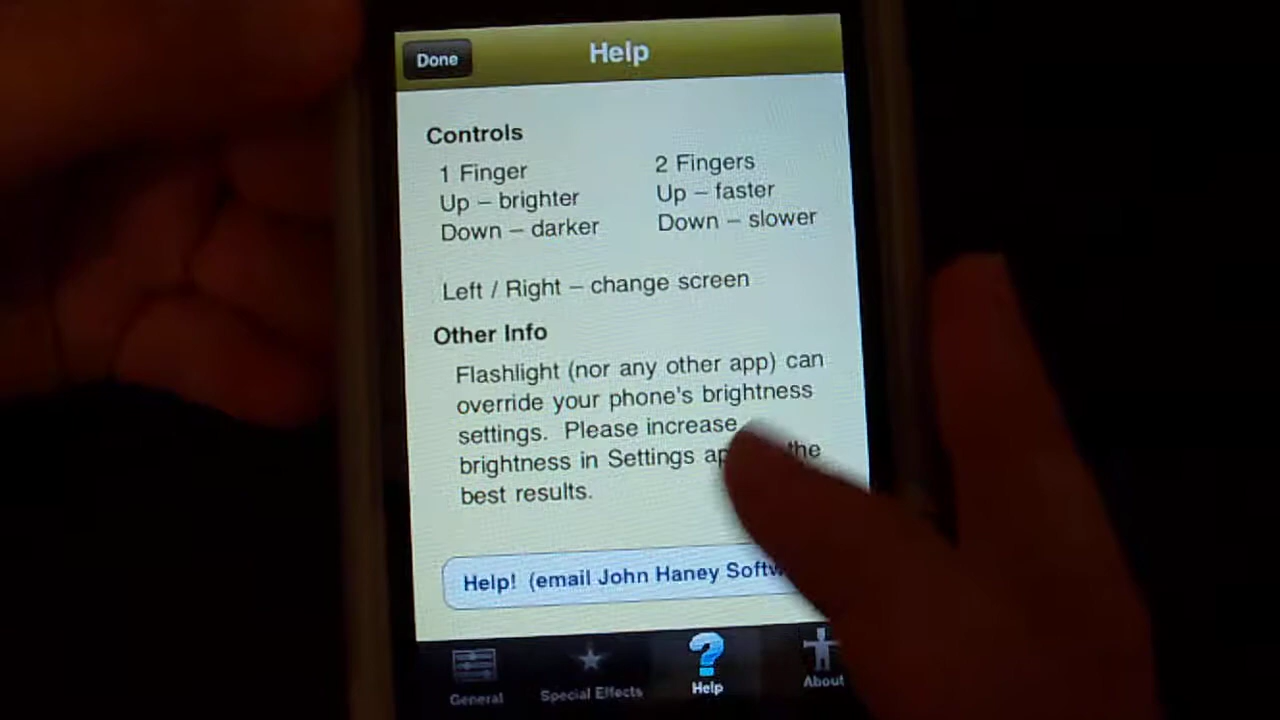 Done
Help
Controls
1 Finger
Up – brighter
Down – darker
2 Fingers
Up – faster
Down – slower
Left / Right – change screen
Other Info
Flashlight (nor any other app) can
override your phone's brightness
settings. Please increase
brightness in Settings the
best results.
Help! (email John Haney
General
Special Effects
Help
About